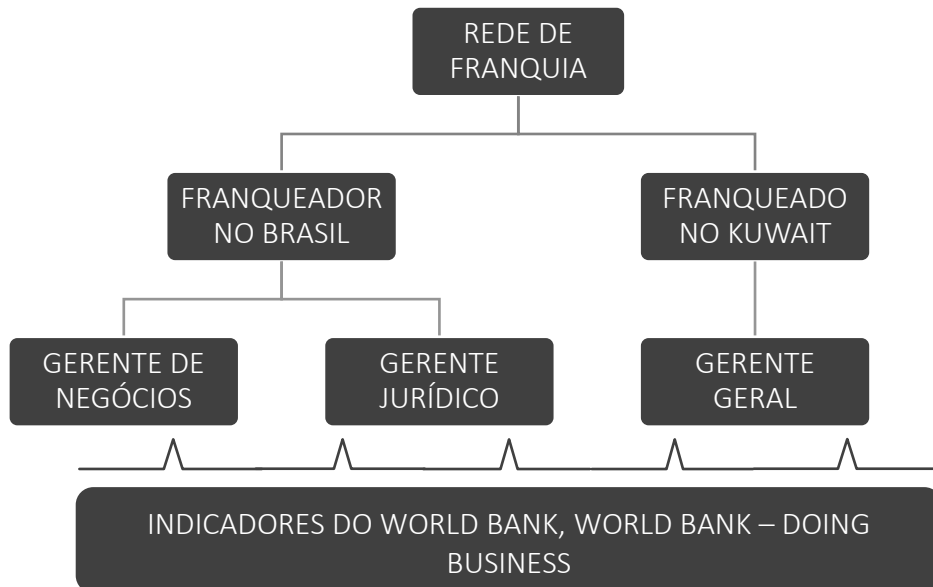 REDE DE
FRANQUIA
FRANQUEADOR
NO BRASIL
FRANQUEADO
NO KUWAIT
GERENTE DE
NEGÓCIOS
GERENTE
JURÍDICO
GERENTE
GERAL
INDICADORES DO WORLD BANK, WORLD BANK – DOING
BUSINESS